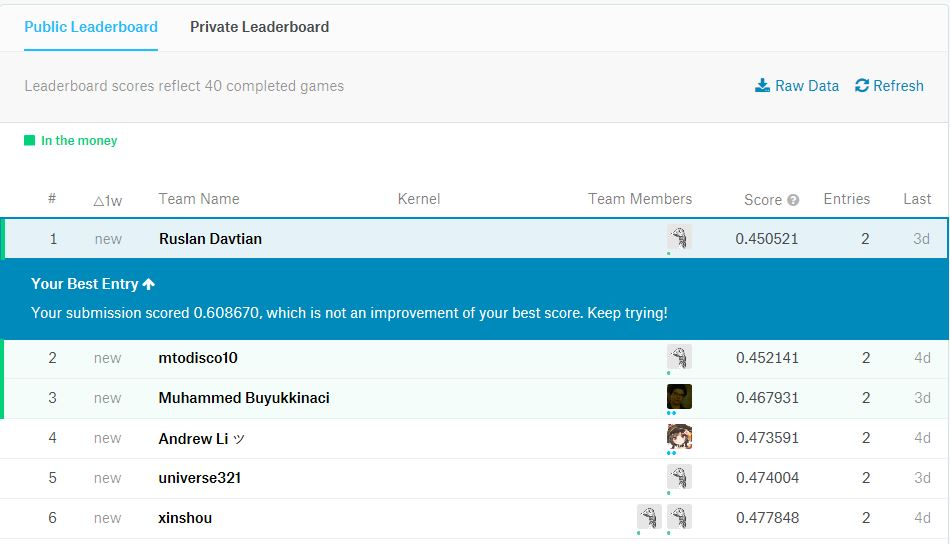 Public Leaderboard Private Leaderboard
Leaderboard scores reflect 40 completed games Raw Data Refresh
In the money
# △1w Team Name Kernel Team Members Score ? Entries Last
1 new Ruslan Davtian 0.450521 2 3d
Your Best Entry ↑
Your submission scored 0.608670, which is not an improvement of your best score. Keep trying!
2 new mtodisco10 0.452141 2 4d
3 new Muhammed Buyukkinaci 0.467931 2 3d
4 new Andrew Li ッ 0.473591 2 4d
5 new universe321 0.474004 2 3d
6 new xinshou 0.477848 2 4d